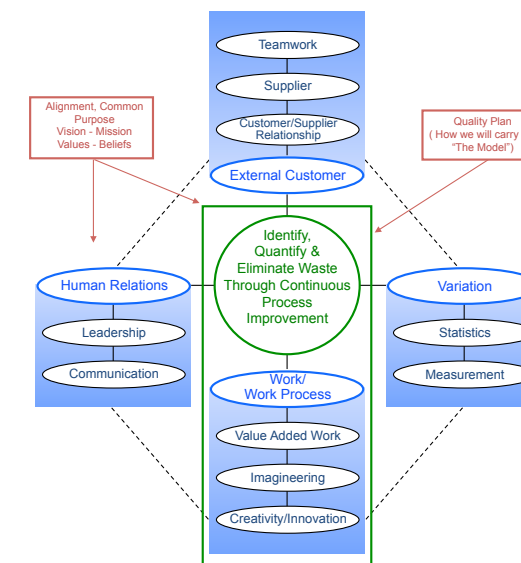 Teamwork
Supplier
Customer/Supplier
Relationship
External Customer
Alignment, Common
Purpose
Vision - Mission
Values - Beliefs
Quality Plan
( How we will carry
“The Model”)
Identify,
Quantify &
Eliminate Waste
Through Continuous
Process
Improvement
Human Relations
Leadership
Communication
Variation
Statistics
Measurement
Work/
Work Process
Value Added Work
Imagineering
Creativity/Innovation